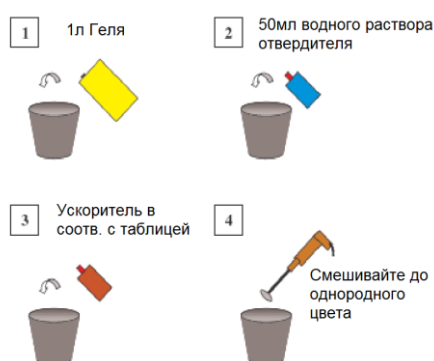 1
1л Геля
2
50мл водного раствора
отвердителя
3
Ускоритель в
соотв. с таблицей
4
Смешивайте до
однородного
цвета